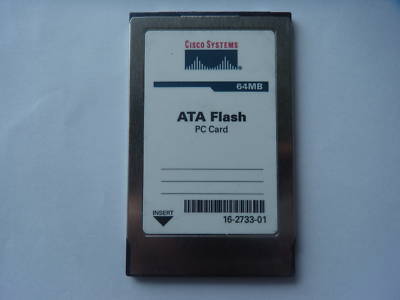 CISCO SYSTEMS
64MB
ATA Flash
PC Card
INSERT
16-2733-01